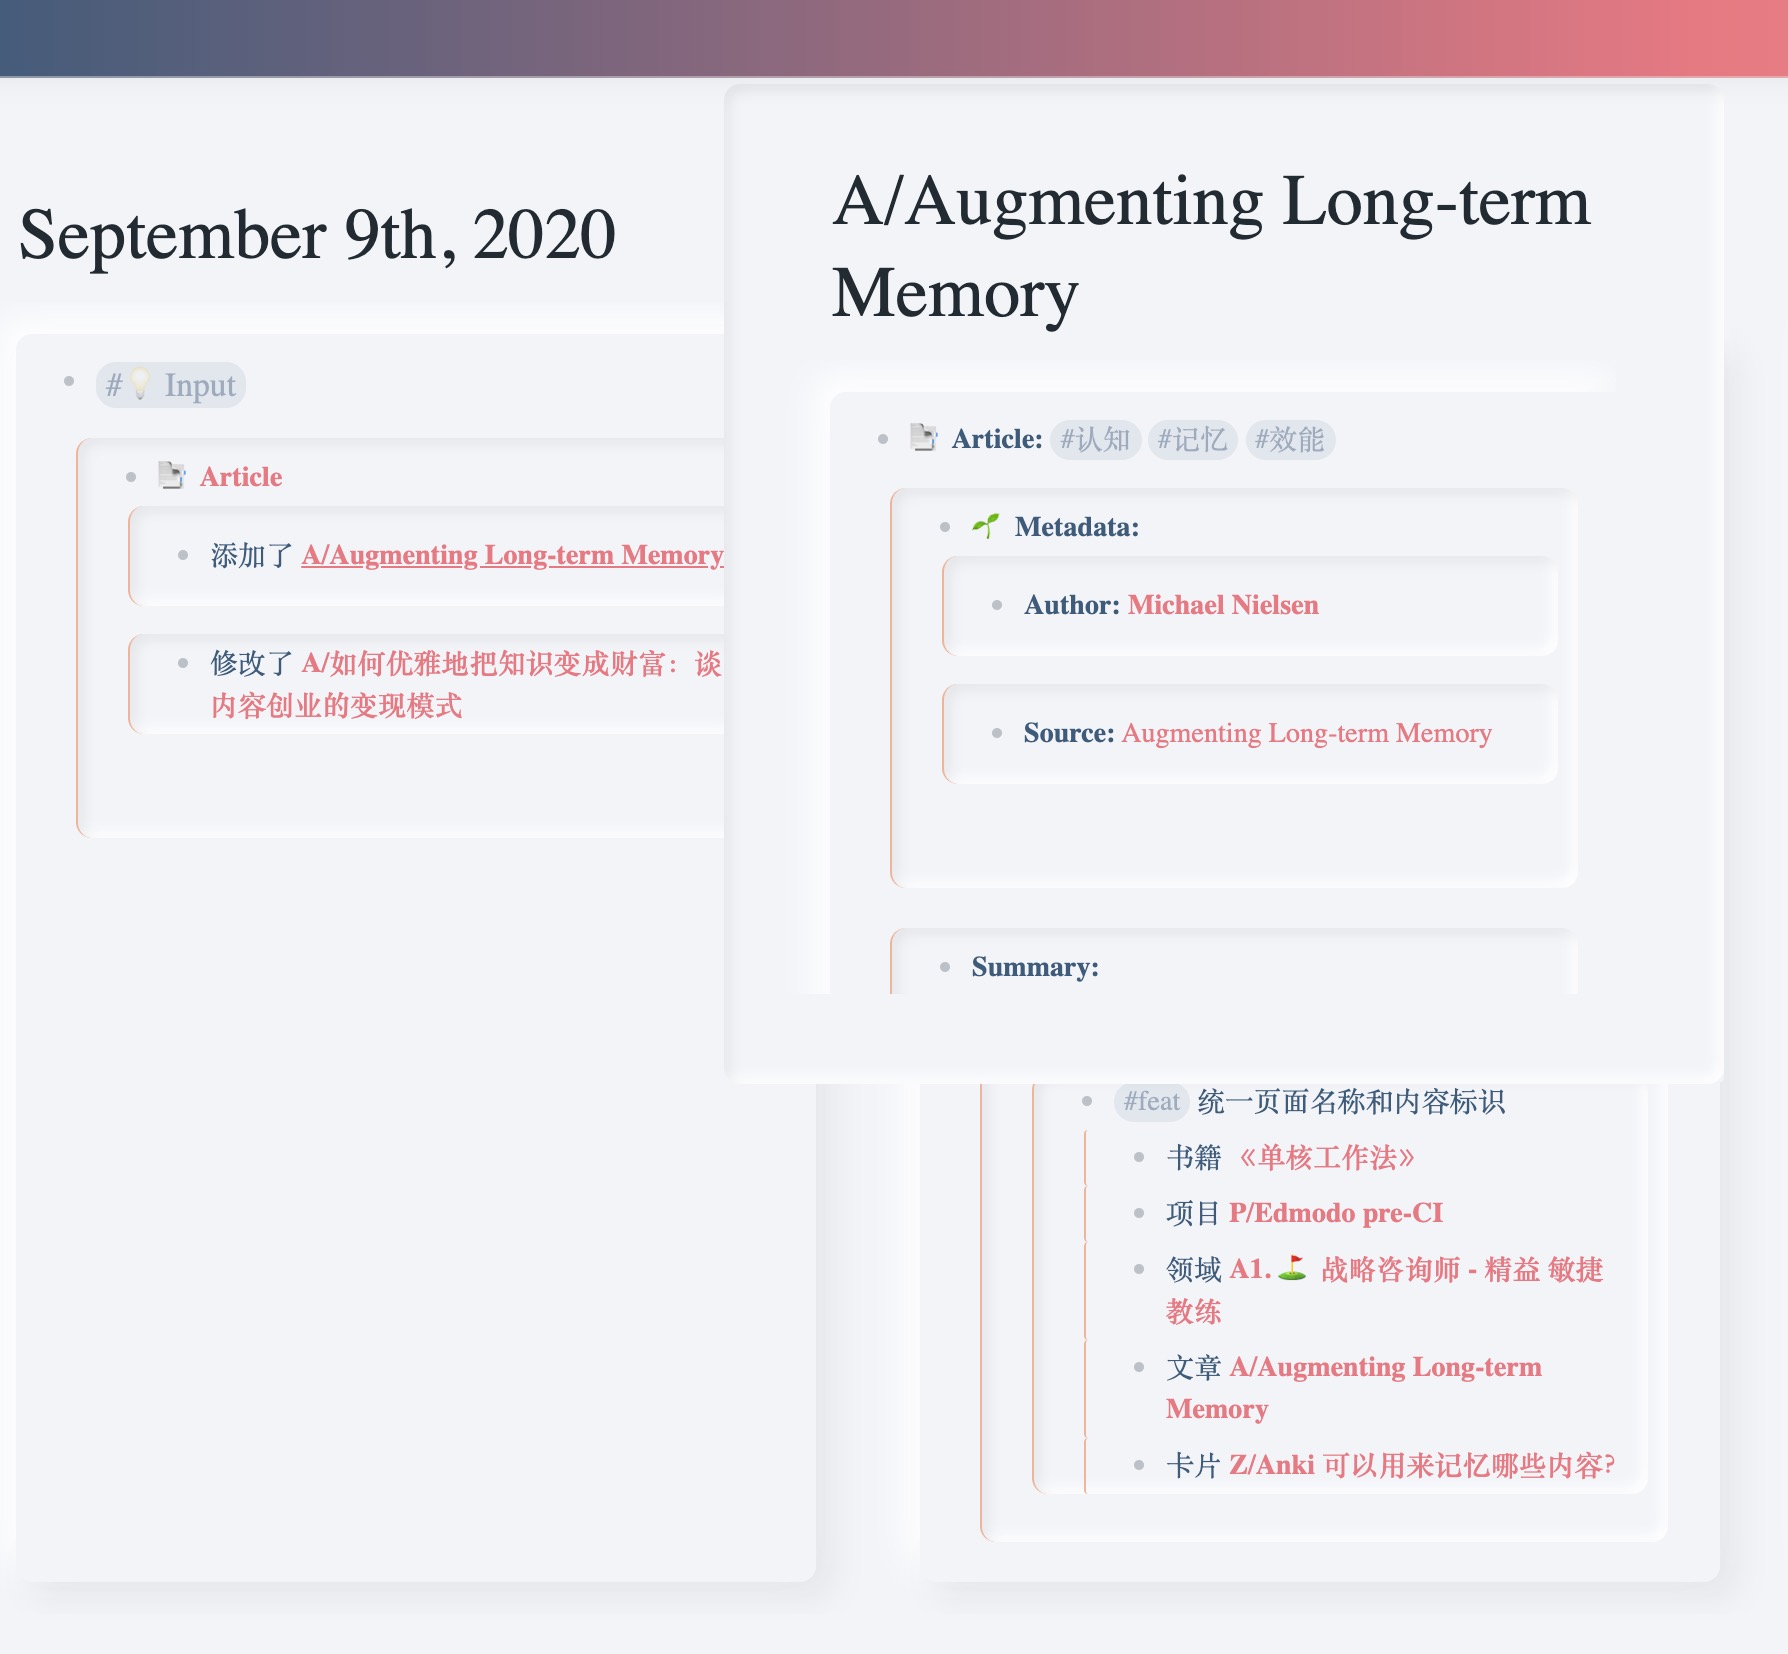 September 9th, 2020
#💡 Input
📑 Article
添加了 A/Augmenting Long-term Memory
修改了 A/如何优雅地把知识变成财富：谈
内容创业的变现模式
A/Augmenting Long-term
Memory
📑 Article: #认知 #记忆 #效能
🌱 Metadata:
Author: Michael Nielsen
Source: Augmenting Long-term Memory
Summary:
#feat 统一页面名称和内容标识
书籍 《单核工作法》
项目 P/Edmodo pre-CI
领域 A1.⛳ 战略咨询师 - 精益 敏捷
教练
文章 A/Augmenting Long-term
Memory
卡片 Z/Anki 可以用来记忆哪些内容?